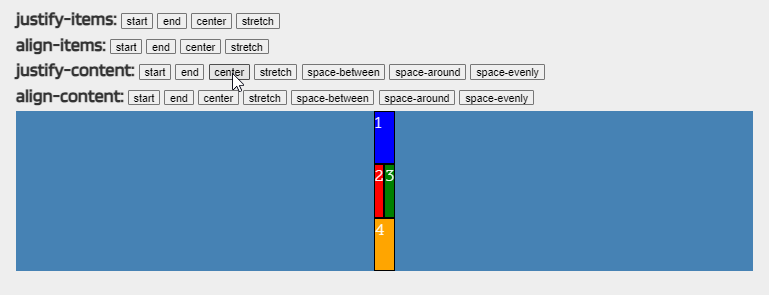 justify-items: start end center stretch
align-items: start end center stretch
justify-content: start end center stretch space-between space-around space-evenly
align-content: start end center stretch space-between space-around space-evenly
1
2 3
4